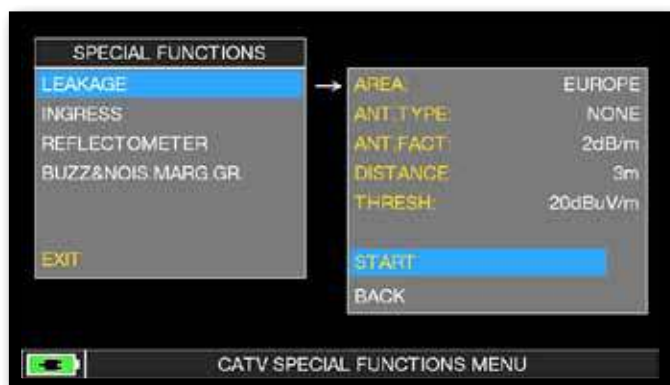 SPECIAL FUNCTIONS
LEAKAGE
INGRESS
REFLECTOMETER
BUZZ&NOIS.MARG.GR.
EXIT
→ AREA: EUROPE
ANT.TYPE: NONE
ANT.FACT: 2dB/m
DISTANCE: 3m
THRESH: 20dBuV/m
START
BACK
CATV SPECIAL FUNCTIONS MENU